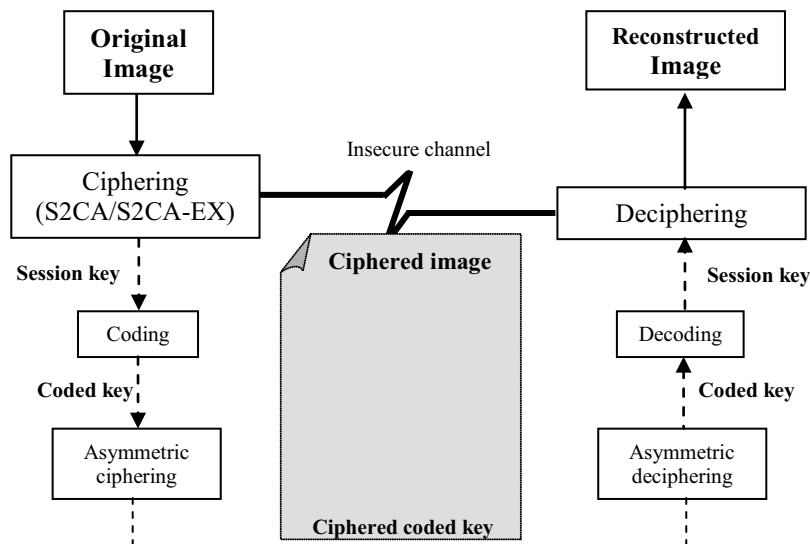 Original
Image
Reconstructed
Image
Insecure channel
Ciphering
(S2CA/S2CA-EX)
Deciphering
Ciphered image
Session key
Session key
Coding
Decoding
Coded key
Coded key
Asymmetric
ciphering
Asymmetric
deciphering
Ciphered coded key